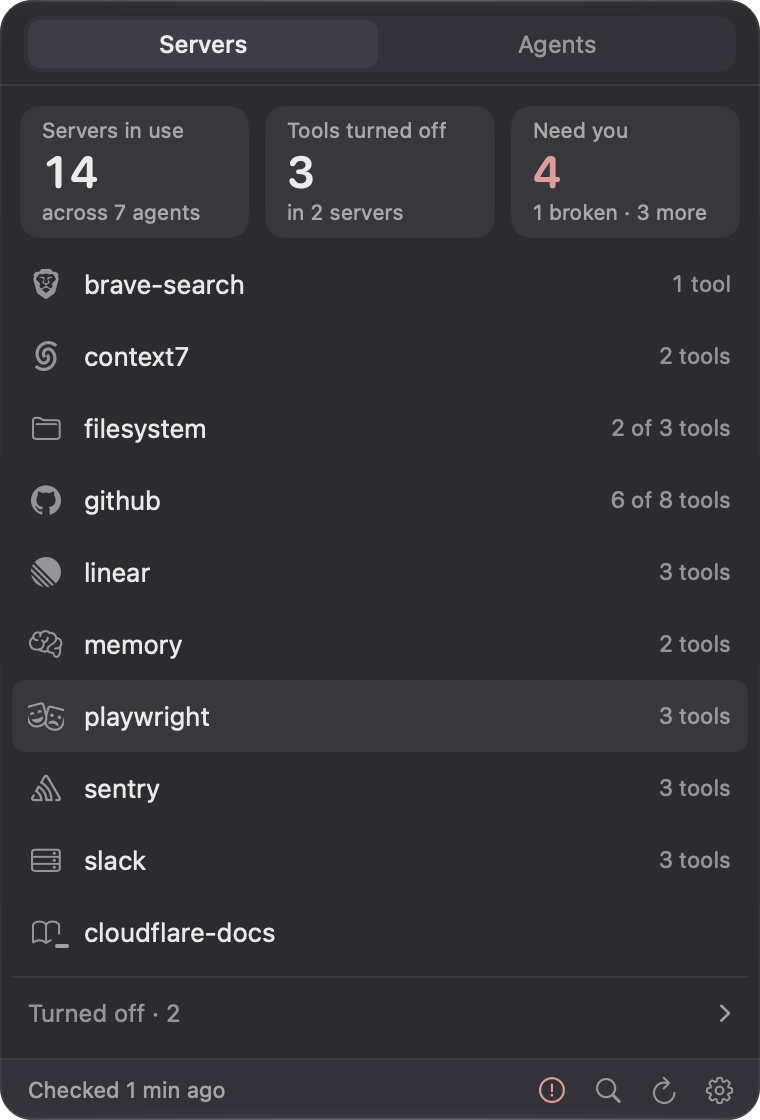 Servers
Agents
Servers in use
14
across 7 agents
Tools turned off
3
in 2 servers
Need you
4
1 broken · 3 more
brave-search 1 tool
context7 2 tools
filesystem 2 of 3 tools
github 6 of 8 tools
linear 3 tools
memory 2 tools
playwright 3 tools
sentry 3 tools
slack 3 tools
cloudflare-docs
Turned off · 2
Checked 1 min ago